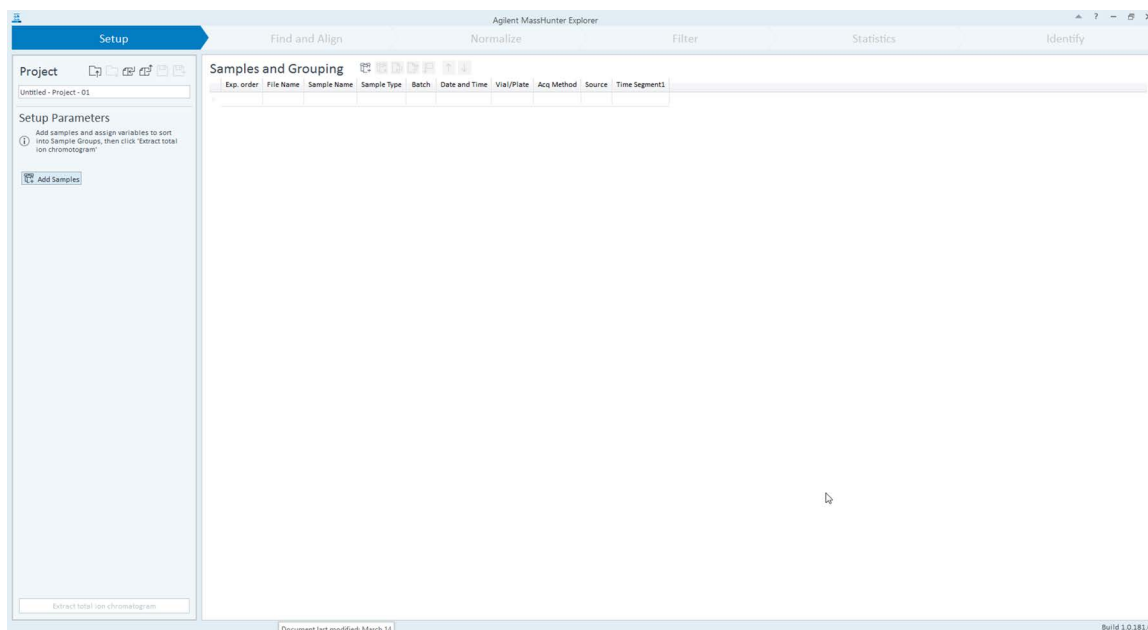 Agilent MassHunter Explorer
Setup
Find and Align
Normalize
Filter
Statistics
Identify
Project
Untitled - Project - 01
Setup Parameters
Add samples and assign variables to sort
into Sample Groups, then click 'Extract total
ion chromotogram'
Add Samples
Samples and Grouping
Exp. order File Name Sample Name Sample Type Batch Date and Time Vial/Plate Acq Method Source Time Segment1
Extract total ion chromatogram
Document last modified: March 14
Build 1.0.181